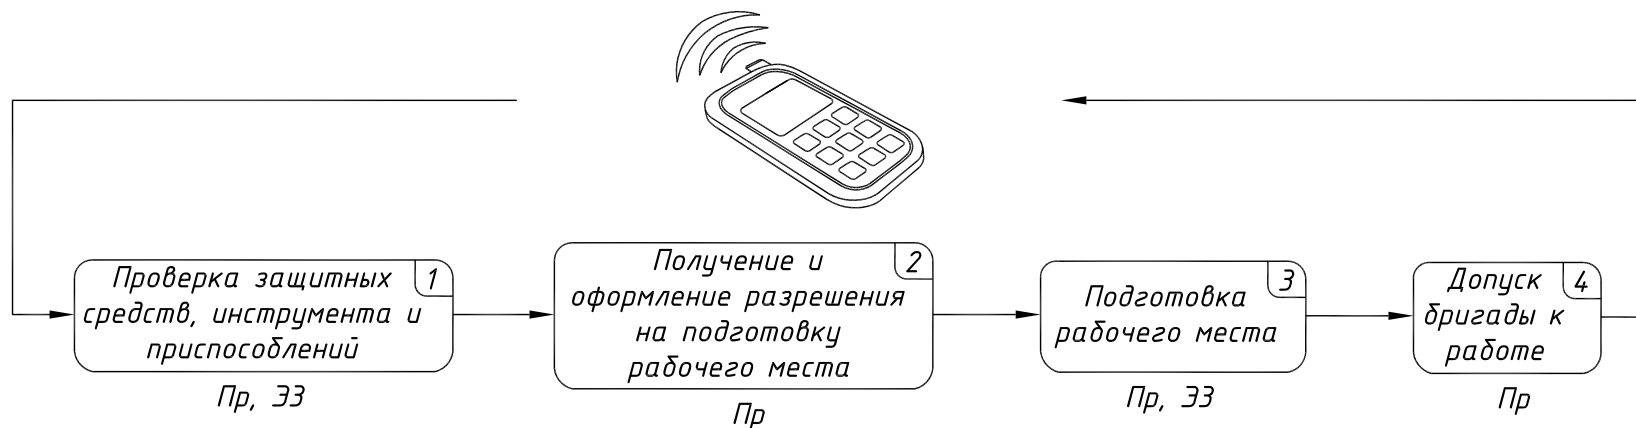 Проверка защитных
средств, инструмента и
приспособлений
1
Пр, ЭЗ
Получение и
оформление разрешения
на подготовку
рабочего места
2
Пр
Подготовка
рабочего места
3
Пр, ЭЗ
Допуск
бригады к
работе
4
Пр